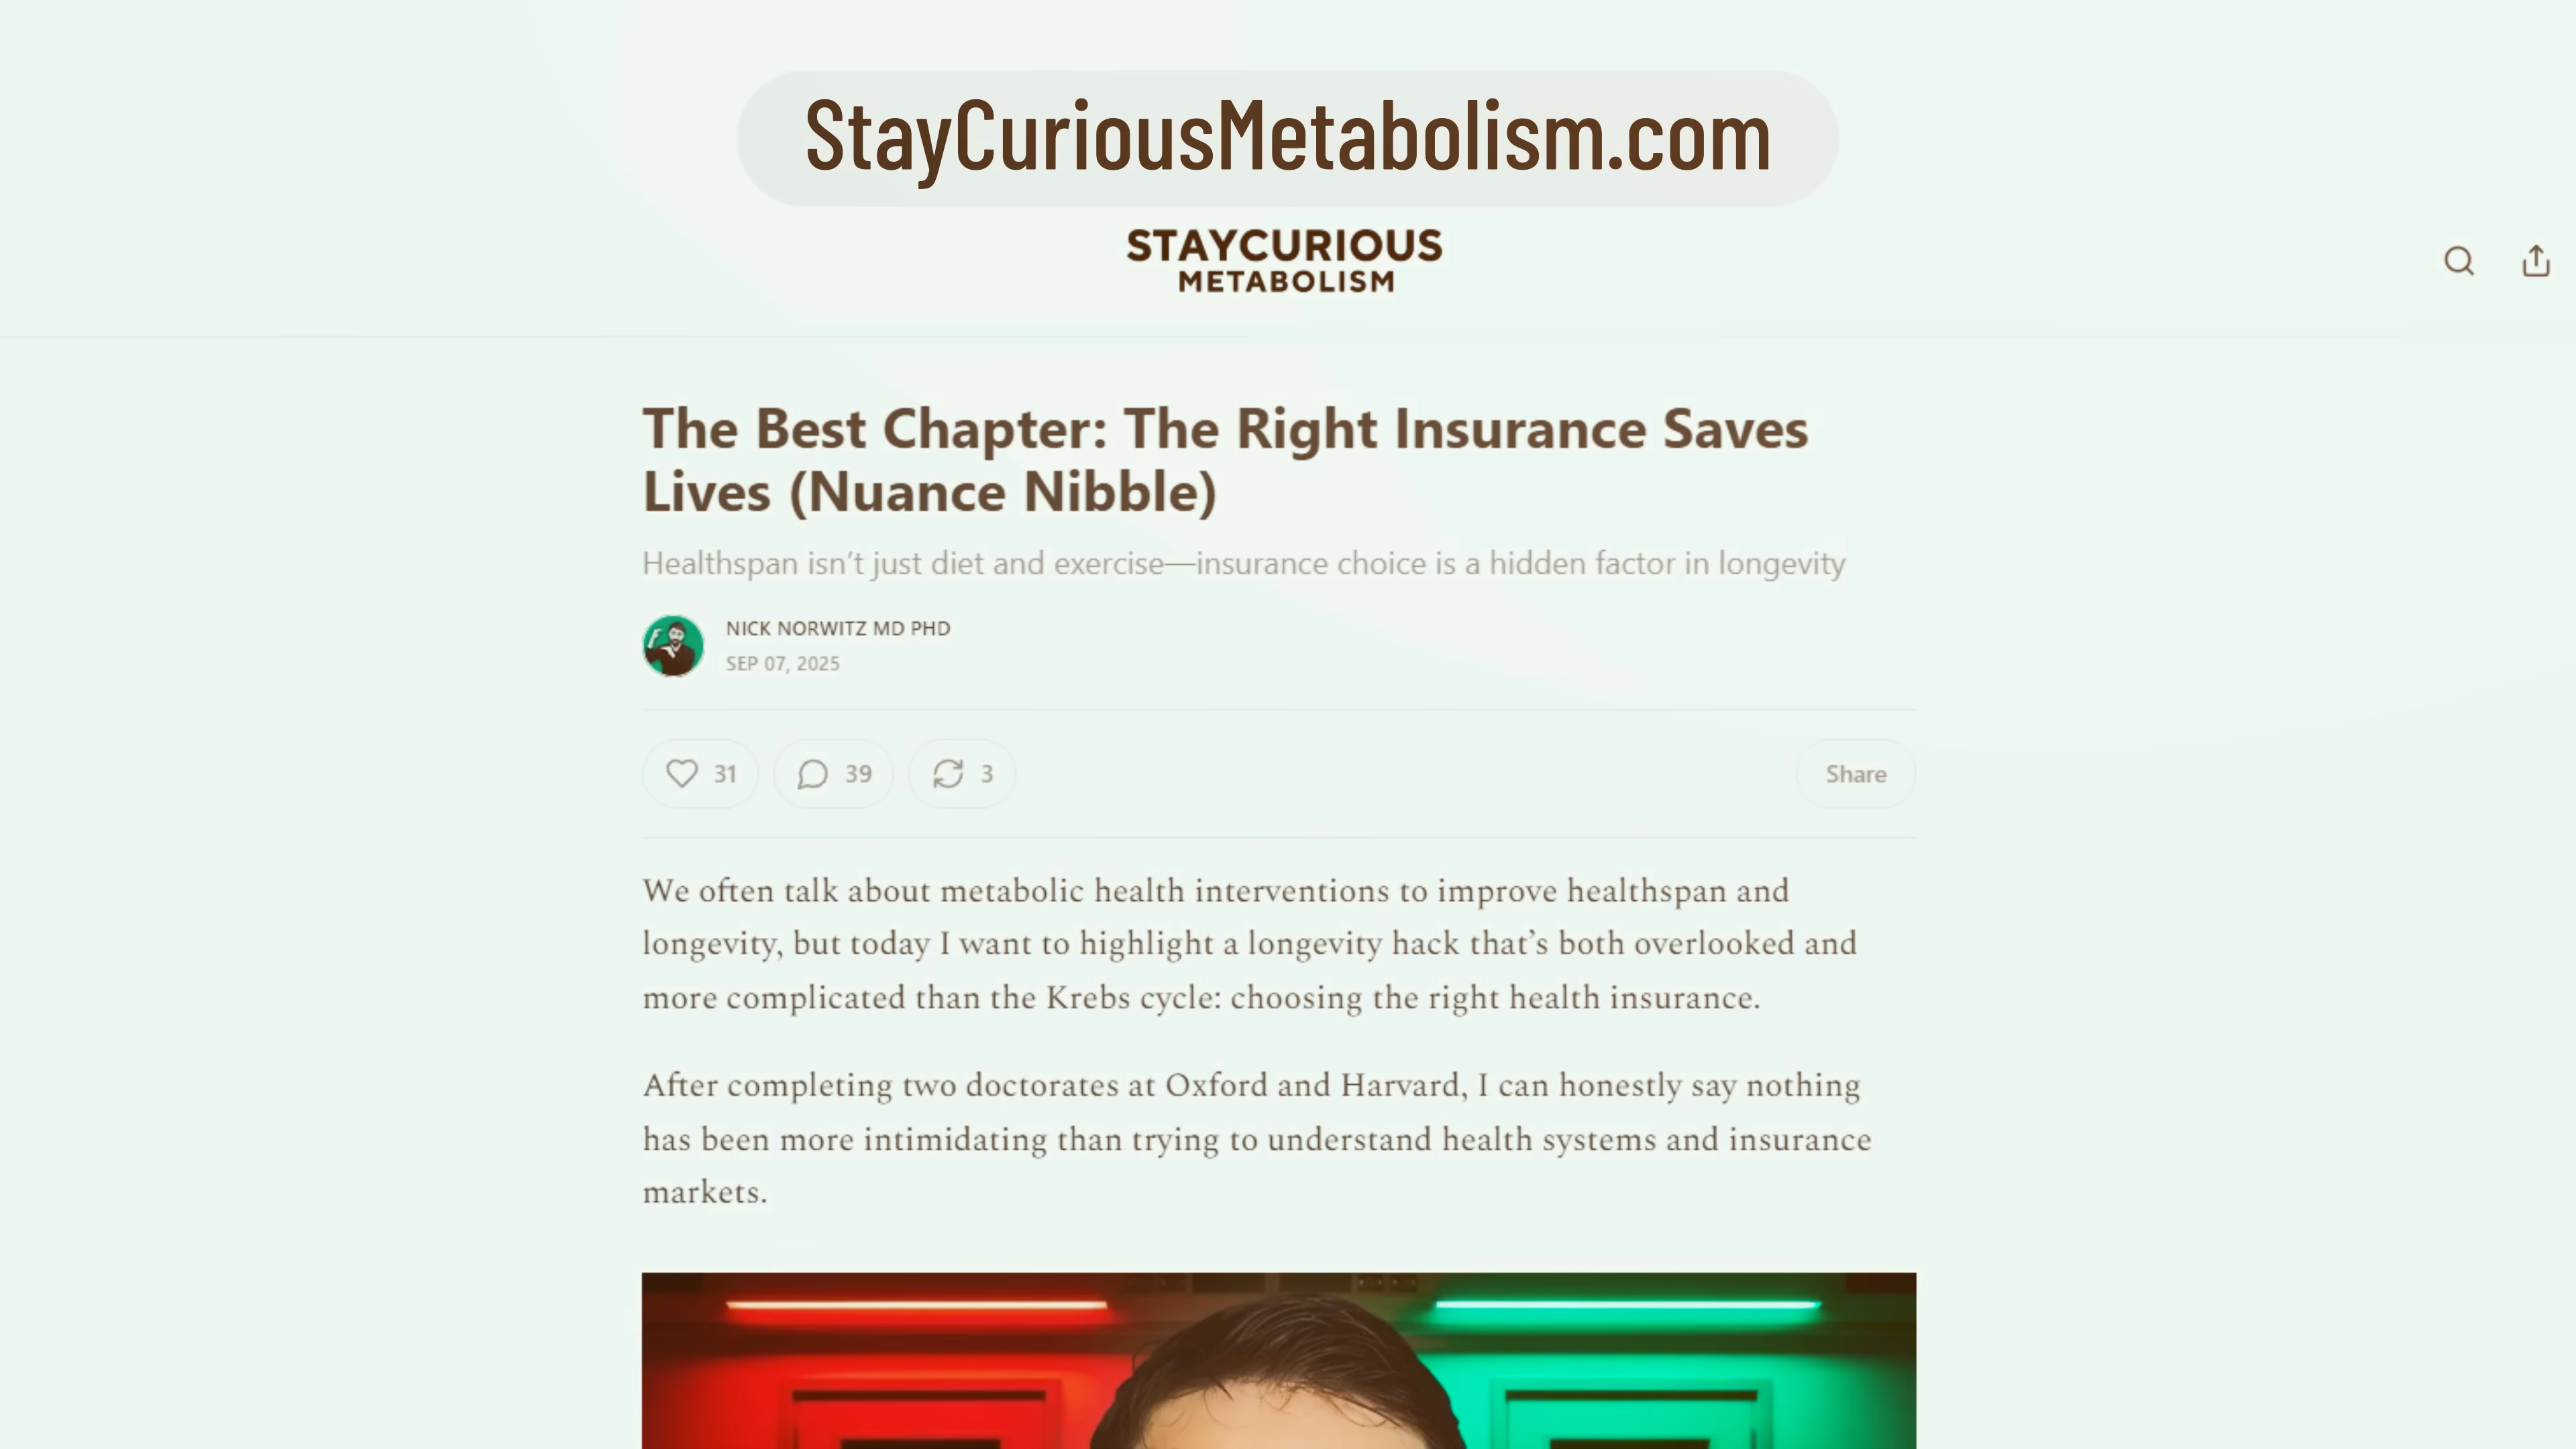 StayCuriousMetabolism.com
STAYCURIOUS
METABOLISM
The Best Chapter: The Right Insurance Saves
Lives (Nuance Nibble)
Healthspan isn’t just diet and exercise—insurance choice is a hidden factor in longevity
NICK NORWITZ MD PHD
SEP 07, 2025
31 39 3 Share
We often talk about metabolic health interventions to improve healthspan and
longevity, but today I want to highlight a longevity hack that’s both overlooked and
more complicated than the Krebs cycle: choosing the right health insurance.
After completing two doctorates at Oxford and Harvard, I can honestly say nothing
has been more intimidating than trying to understand health systems and insurance
markets.